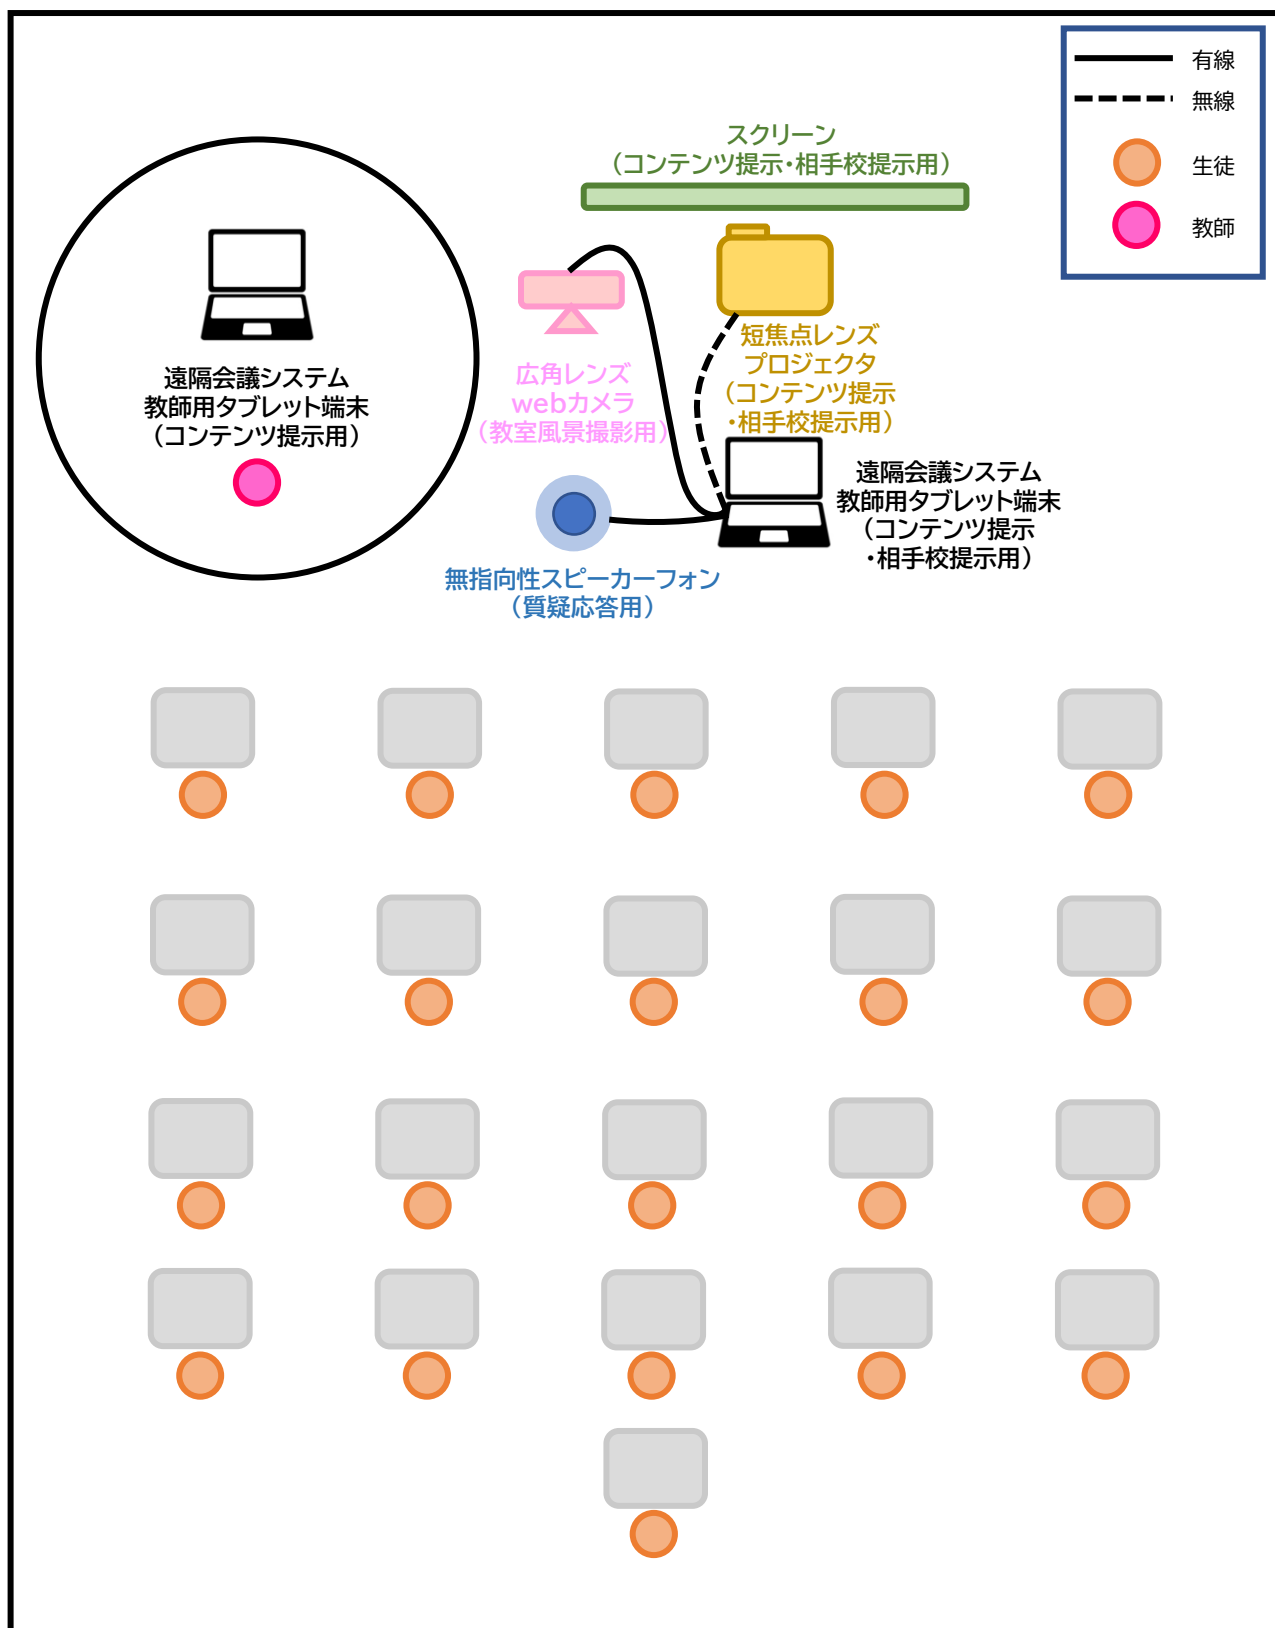 有線
無線
生徒
教師
スクリーン
（コンテンツ提示・相手校提示用）
遠隔会議システム
教師用タブレット端末
（コンテンツ提示用）
広角レンズ
webカメラ
（教室風景撮影用）
短焦点レンズ
プロジェクタ
（コンテンツ提示
・相手校提示用）
遠隔会議システム
教師用タブレット端末
（コンテンツ提示
・相手校提示用）
無指向性スピーカーフォン
（質疑応答用）